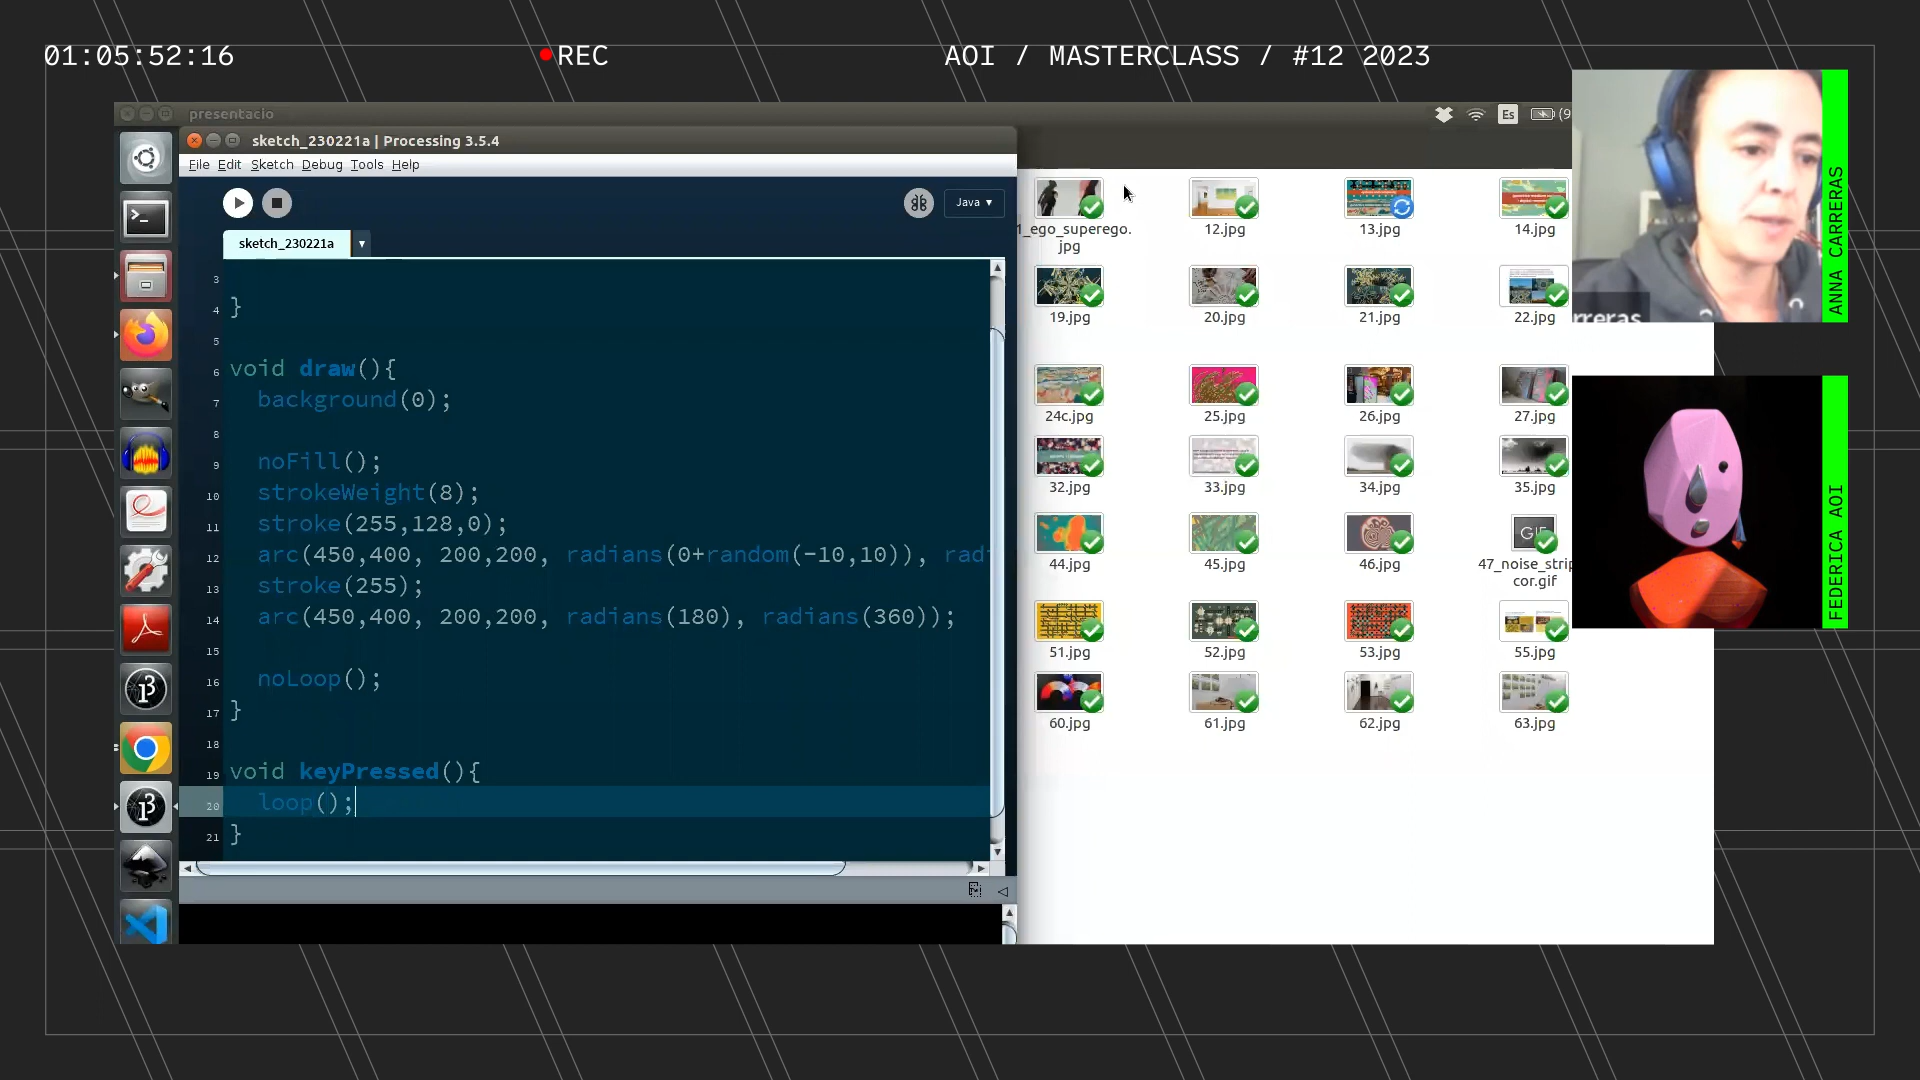 01:05:52:16
REC
AOI / MASTERCLASS / #12 2023
presentacio
Es
(9
sketch_230221a | Processing 3.5.4
File Edit Sketch Debug Tools Help
Java ▾
sketch_230221a
3
4 }
5
6 void draw(){
7 background(0);
8
9 noFill();
10 strokeWeight(8);
11 stroke(255,128,0);
12 arc(450,400, 200,200, radians(0+random(-10,10)), rad
13 stroke(255);
14 arc(450,400, 200,200, radians(180), radians(360));
15
16 noLoop();
17 }
18
19 void keyPressed(){
20 loop();
21 }
1_ego_superego.
jpg
12.jpg
13.jpg
14.jpg
19.jpg
20.jpg
21.jpg
22.jpg
24c.jpg
25.jpg
26.jpg
27.jpg
32.jpg
33.jpg
34.jpg
35.jpg
44.jpg
45.jpg
46.jpg
47_noise_strip
cor.gif
51.jpg
52.jpg
53.jpg
55.jpg
60.jpg
61.jpg
62.jpg
63.jpg
ANNA CARRERAS
rreras
FEDERICA AOI